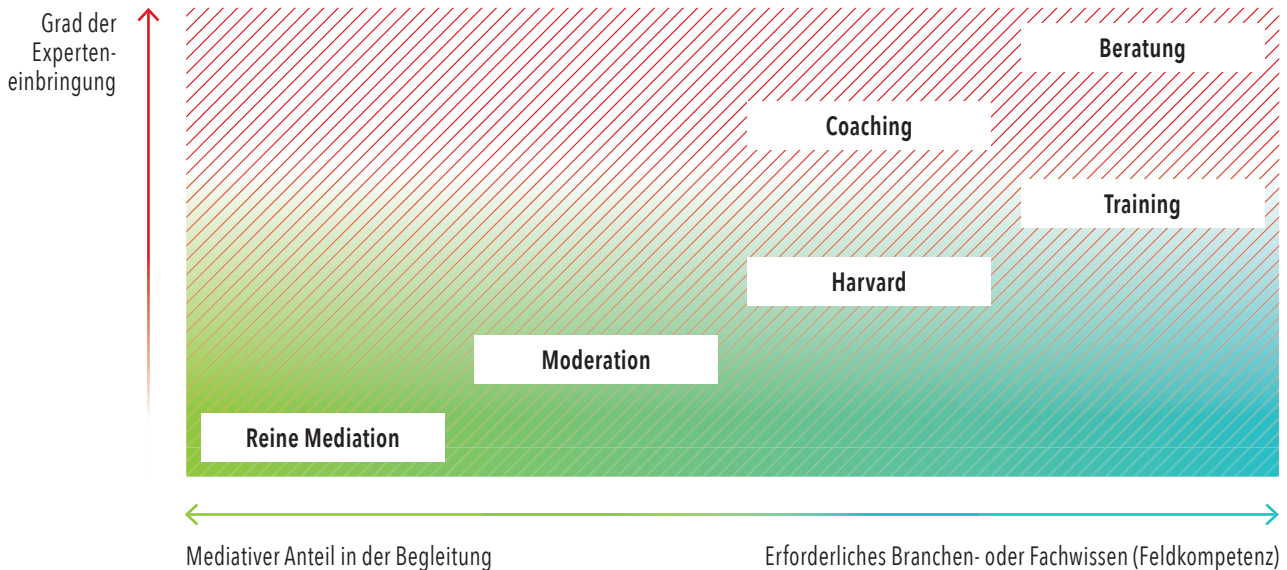 Grad der
Experten-
einbringung
Beratung
Coaching
Training
Harvard
Moderation
Reine Mediation
Mediativer Anteil in der Begleitung
Erforderliches Branchen- oder Fachwissen (Feldkompetenz)